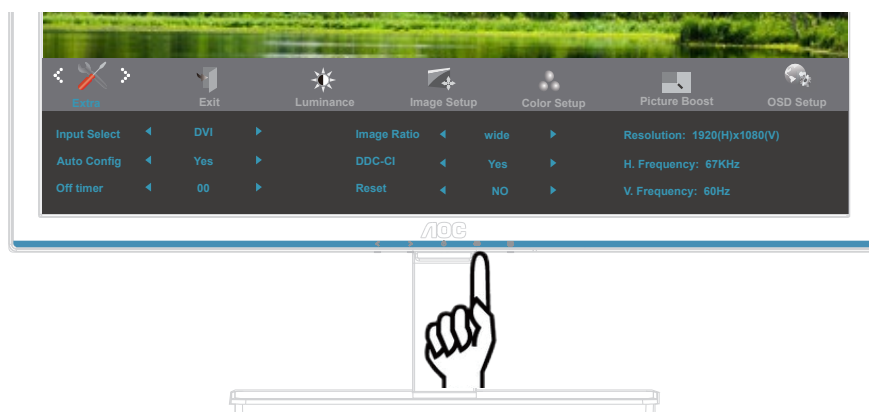 Extra Exit Luminance Image Setup Color Setup Picture Boost OSD Setup
Input Select DVI Image Ratio wide Resolution: 1920(H)x1080(V)
Auto Config Yes DDC-CI Yes H. Frequency: 67KHz
Off timer 00 Reset NO V. Frequency: 60Hz
AOC